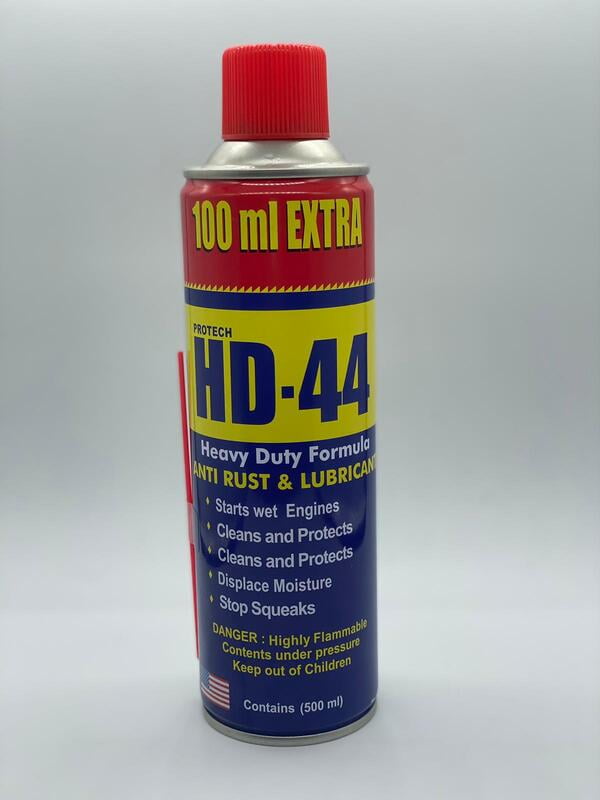 100 ml EXTRA
PROTECH
HD-44
Heavy Duty Formula
ANTI RUST & LUBRICANT
Starts wet Engines
Cleans and Protects
Cleans and Protects
Displace Moisture
Stop Squeaks
DANGER : Highly Flammable
Contents under pressure
Keep out of Children
Contains (500 ml)